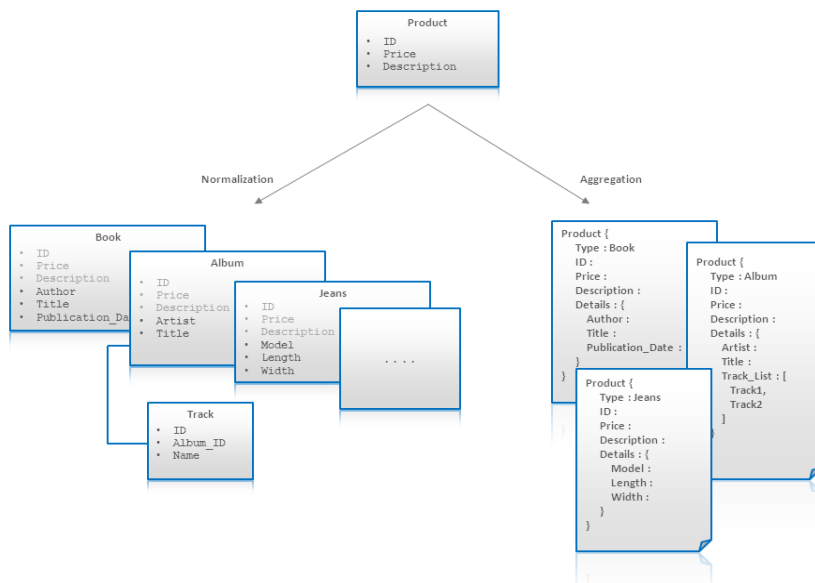 Product
• ID
• Price
• Description
Normalization
Aggregation
Book
• ID
• Price
• Description
• Author
• Title
• Publication_Da
Album
• ID
• Price
• Description
• Artist
• Title
Jeans
• ID
• Price
• Description
• Model
• Length
• Width
. . . .
Track
• ID
• Album_ID
• Name
Product {
Type : Book
ID :
Price :
Description :
Details : {
Author :
Title :
Publication_Date :
}
}
Product {
Type : Album
ID :
Price :
Description :
Details : {
Artist :
Title :
Track_List : [
Track1,
Track2
]
}
Product {
Type : Jeans
ID :
Price :
Description :
Details : {
Model :
Length :
Width :
}
}